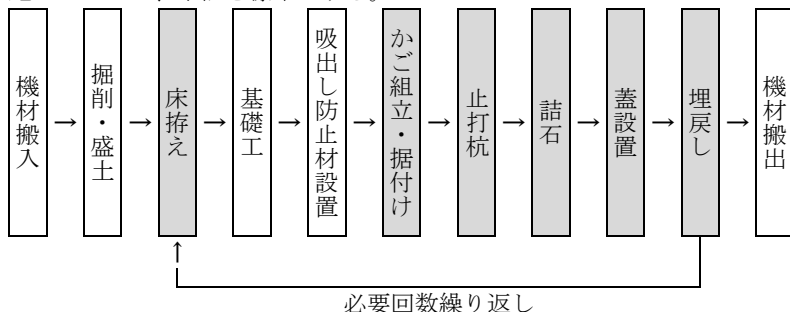 機材搬入
→
掘削・盛土
→
床拵え
→
基礎工
→
吸出し防止材設置
→
かご組立・据付け
→
止打杭
→
詰石
→
蓋設置
→
埋戻し
→
機材搬出
↑
必要回数繰り返し